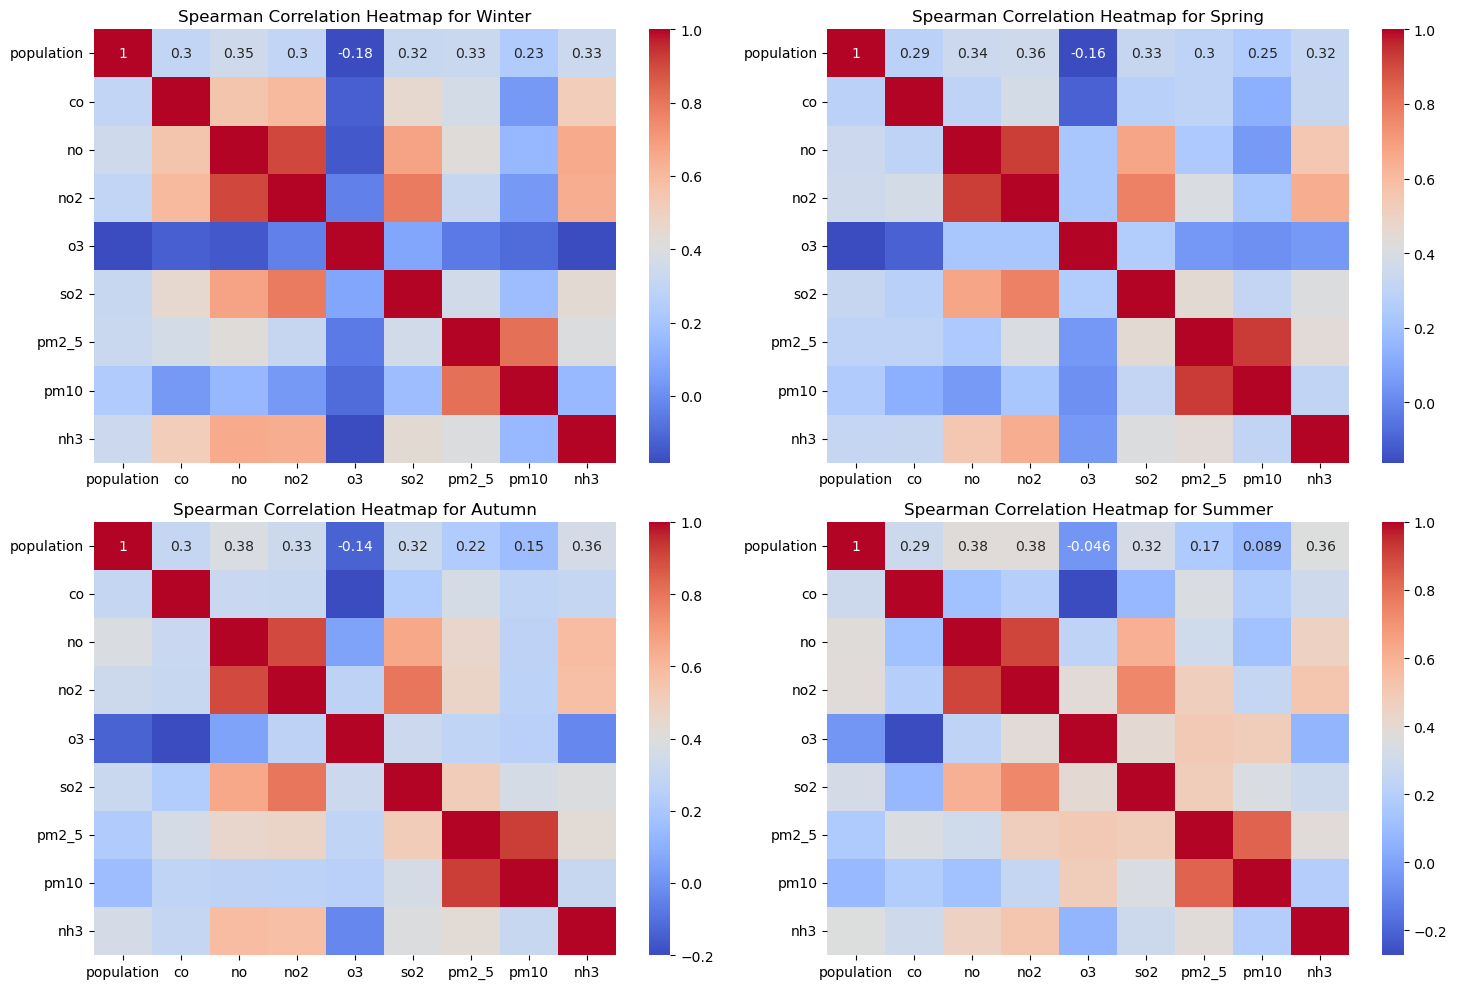 Spearman Correlation Heatmap for Winter
population 1 0.3 0.35 0.3 -0.18 0.32 0.33 0.23 0.33
co
no
no2
o3
so2
pm2_5
pm10
nh3
population co no no2 o3 so2 pm2_5 pm10 nh3
1.0
0.8
0.6
0.4
0.2
0.0
Spearman Correlation Heatmap for Spring
population 1 0.29 0.34 0.36 -0.16 0.33 0.3 0.25 0.32
co
no
no2
o3
so2
pm2_5
pm10
nh3
population co no no2 o3 so2 pm2_5 pm10 nh3
1.0
0.8
0.6
0.4
0.2
0.0
Spearman Correlation Heatmap for Autumn
population 1 0.3 0.38 0.33 -0.14 0.32 0.22 0.15 0.36
co
no
no2
o3
so2
pm2_5
pm10
nh3
population co no no2 o3 so2 pm2_5 pm10 nh3
1.0
0.8
0.6
0.4
0.2
0.0
−0.2
Spearman Correlation Heatmap for Summer
population 1 0.29 0.38 0.38 -0.046 0.32 0.17 0.089 0.36
co
no
no2
o3
so2
pm2_5
pm10
nh3
population co no no2 o3 so2 pm2_5 pm10 nh3
1.0
0.8
0.6
0.4
0.2
0.0
−0.2